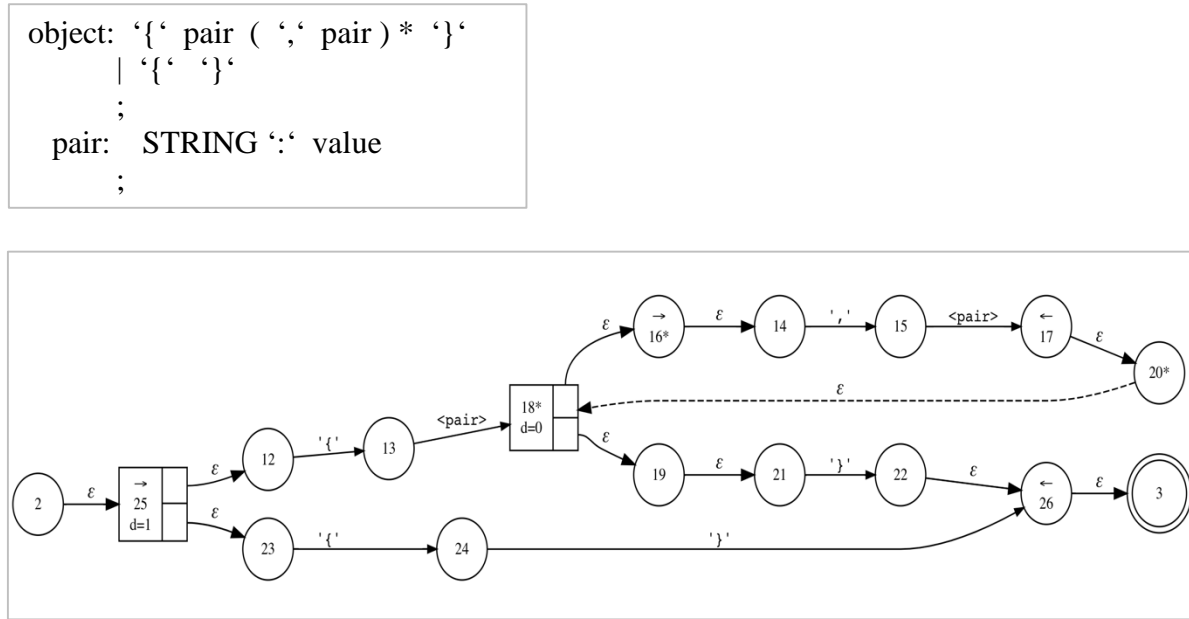 object: ‘{‘ pair ( ‘,‘ pair ) * ‘}‘
| ‘{‘ ‘}‘
;
pair: STRING ‘:‘ value
;
2
ε
→
25
d=1
ε
ε
12
'{'
13
<pair>
18*
d=0
ε
→
16*
ε
14
','
15
<pair>
←
17
ε
20*
ε
ε
19
ε
21
'}'
22
ε
←
26
ε
3
23
'{'
24
'}'